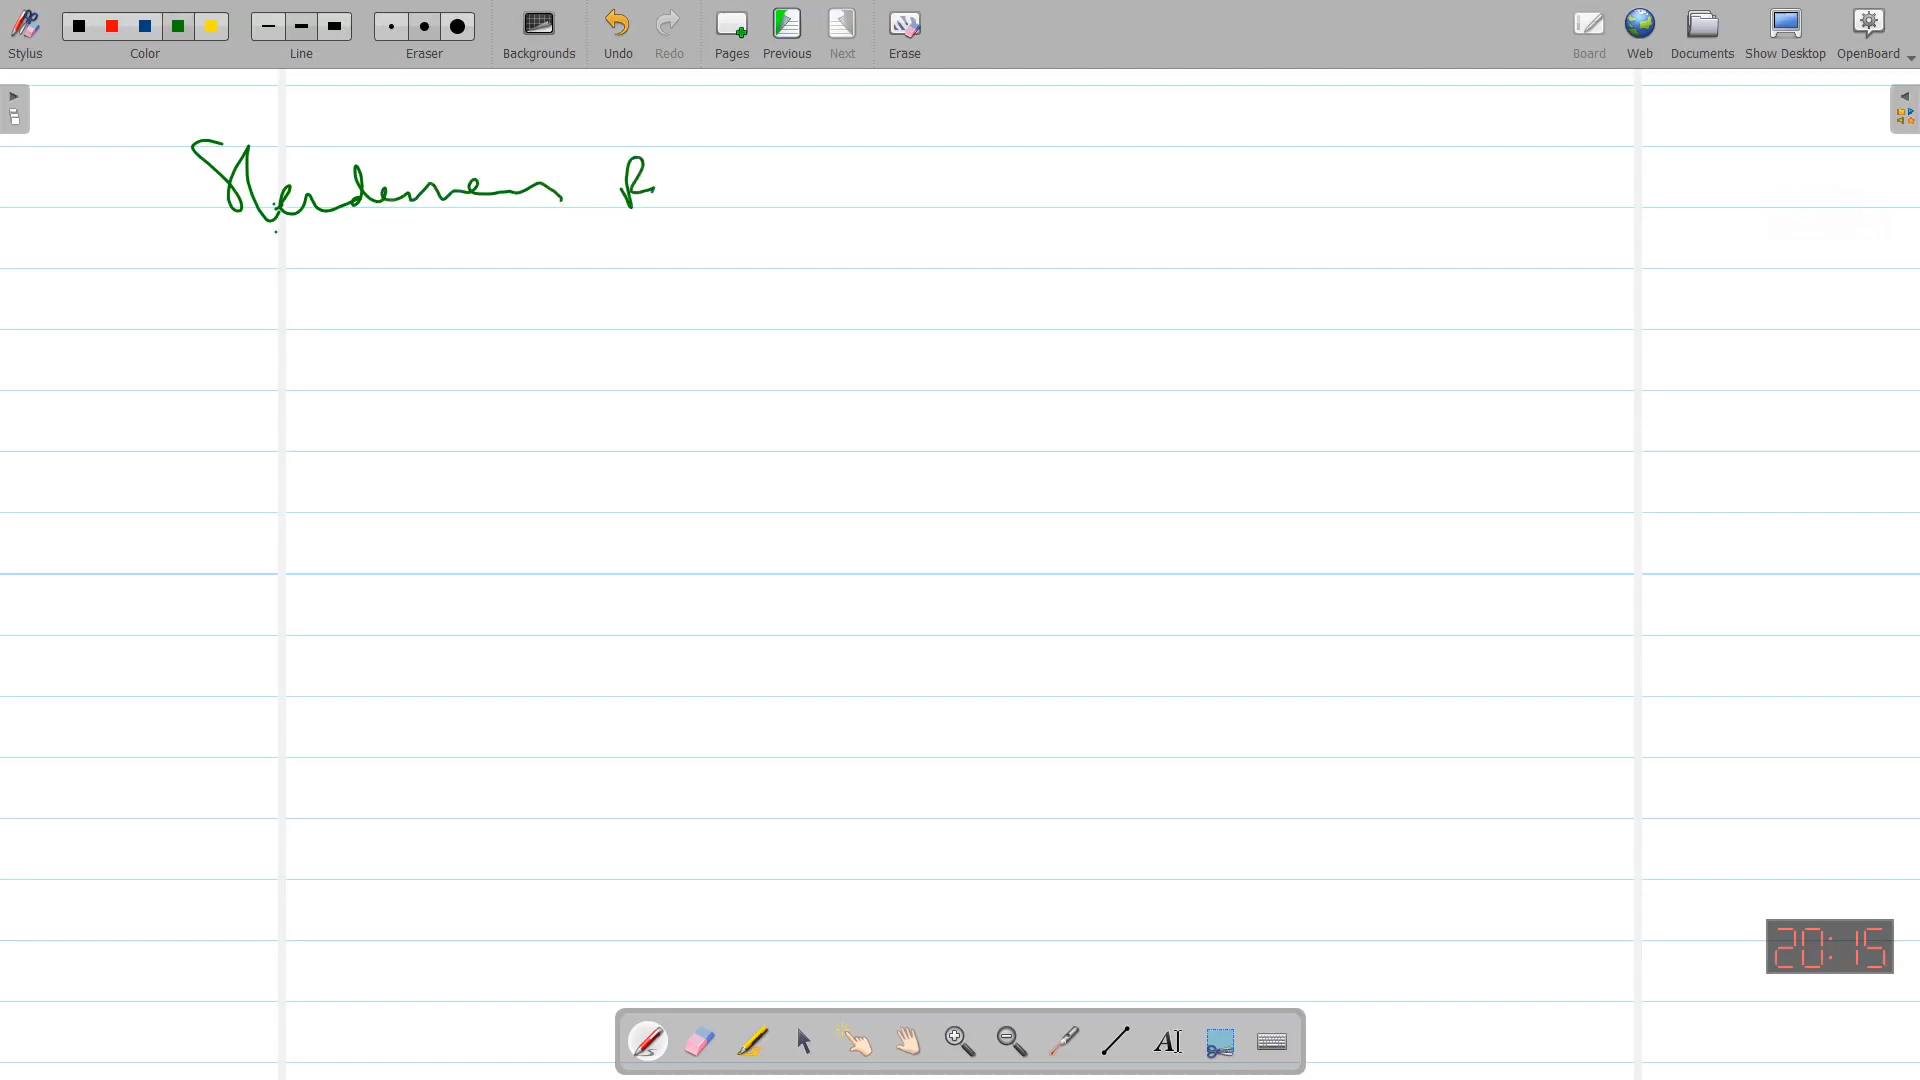 Stylus
Color
Line
Eraser
Backgrounds
Undo
Redo
Pages
Previous
Next
Erase
Board
Web
Documents
Show Desktop
OpenBoard
R
20:15
AI